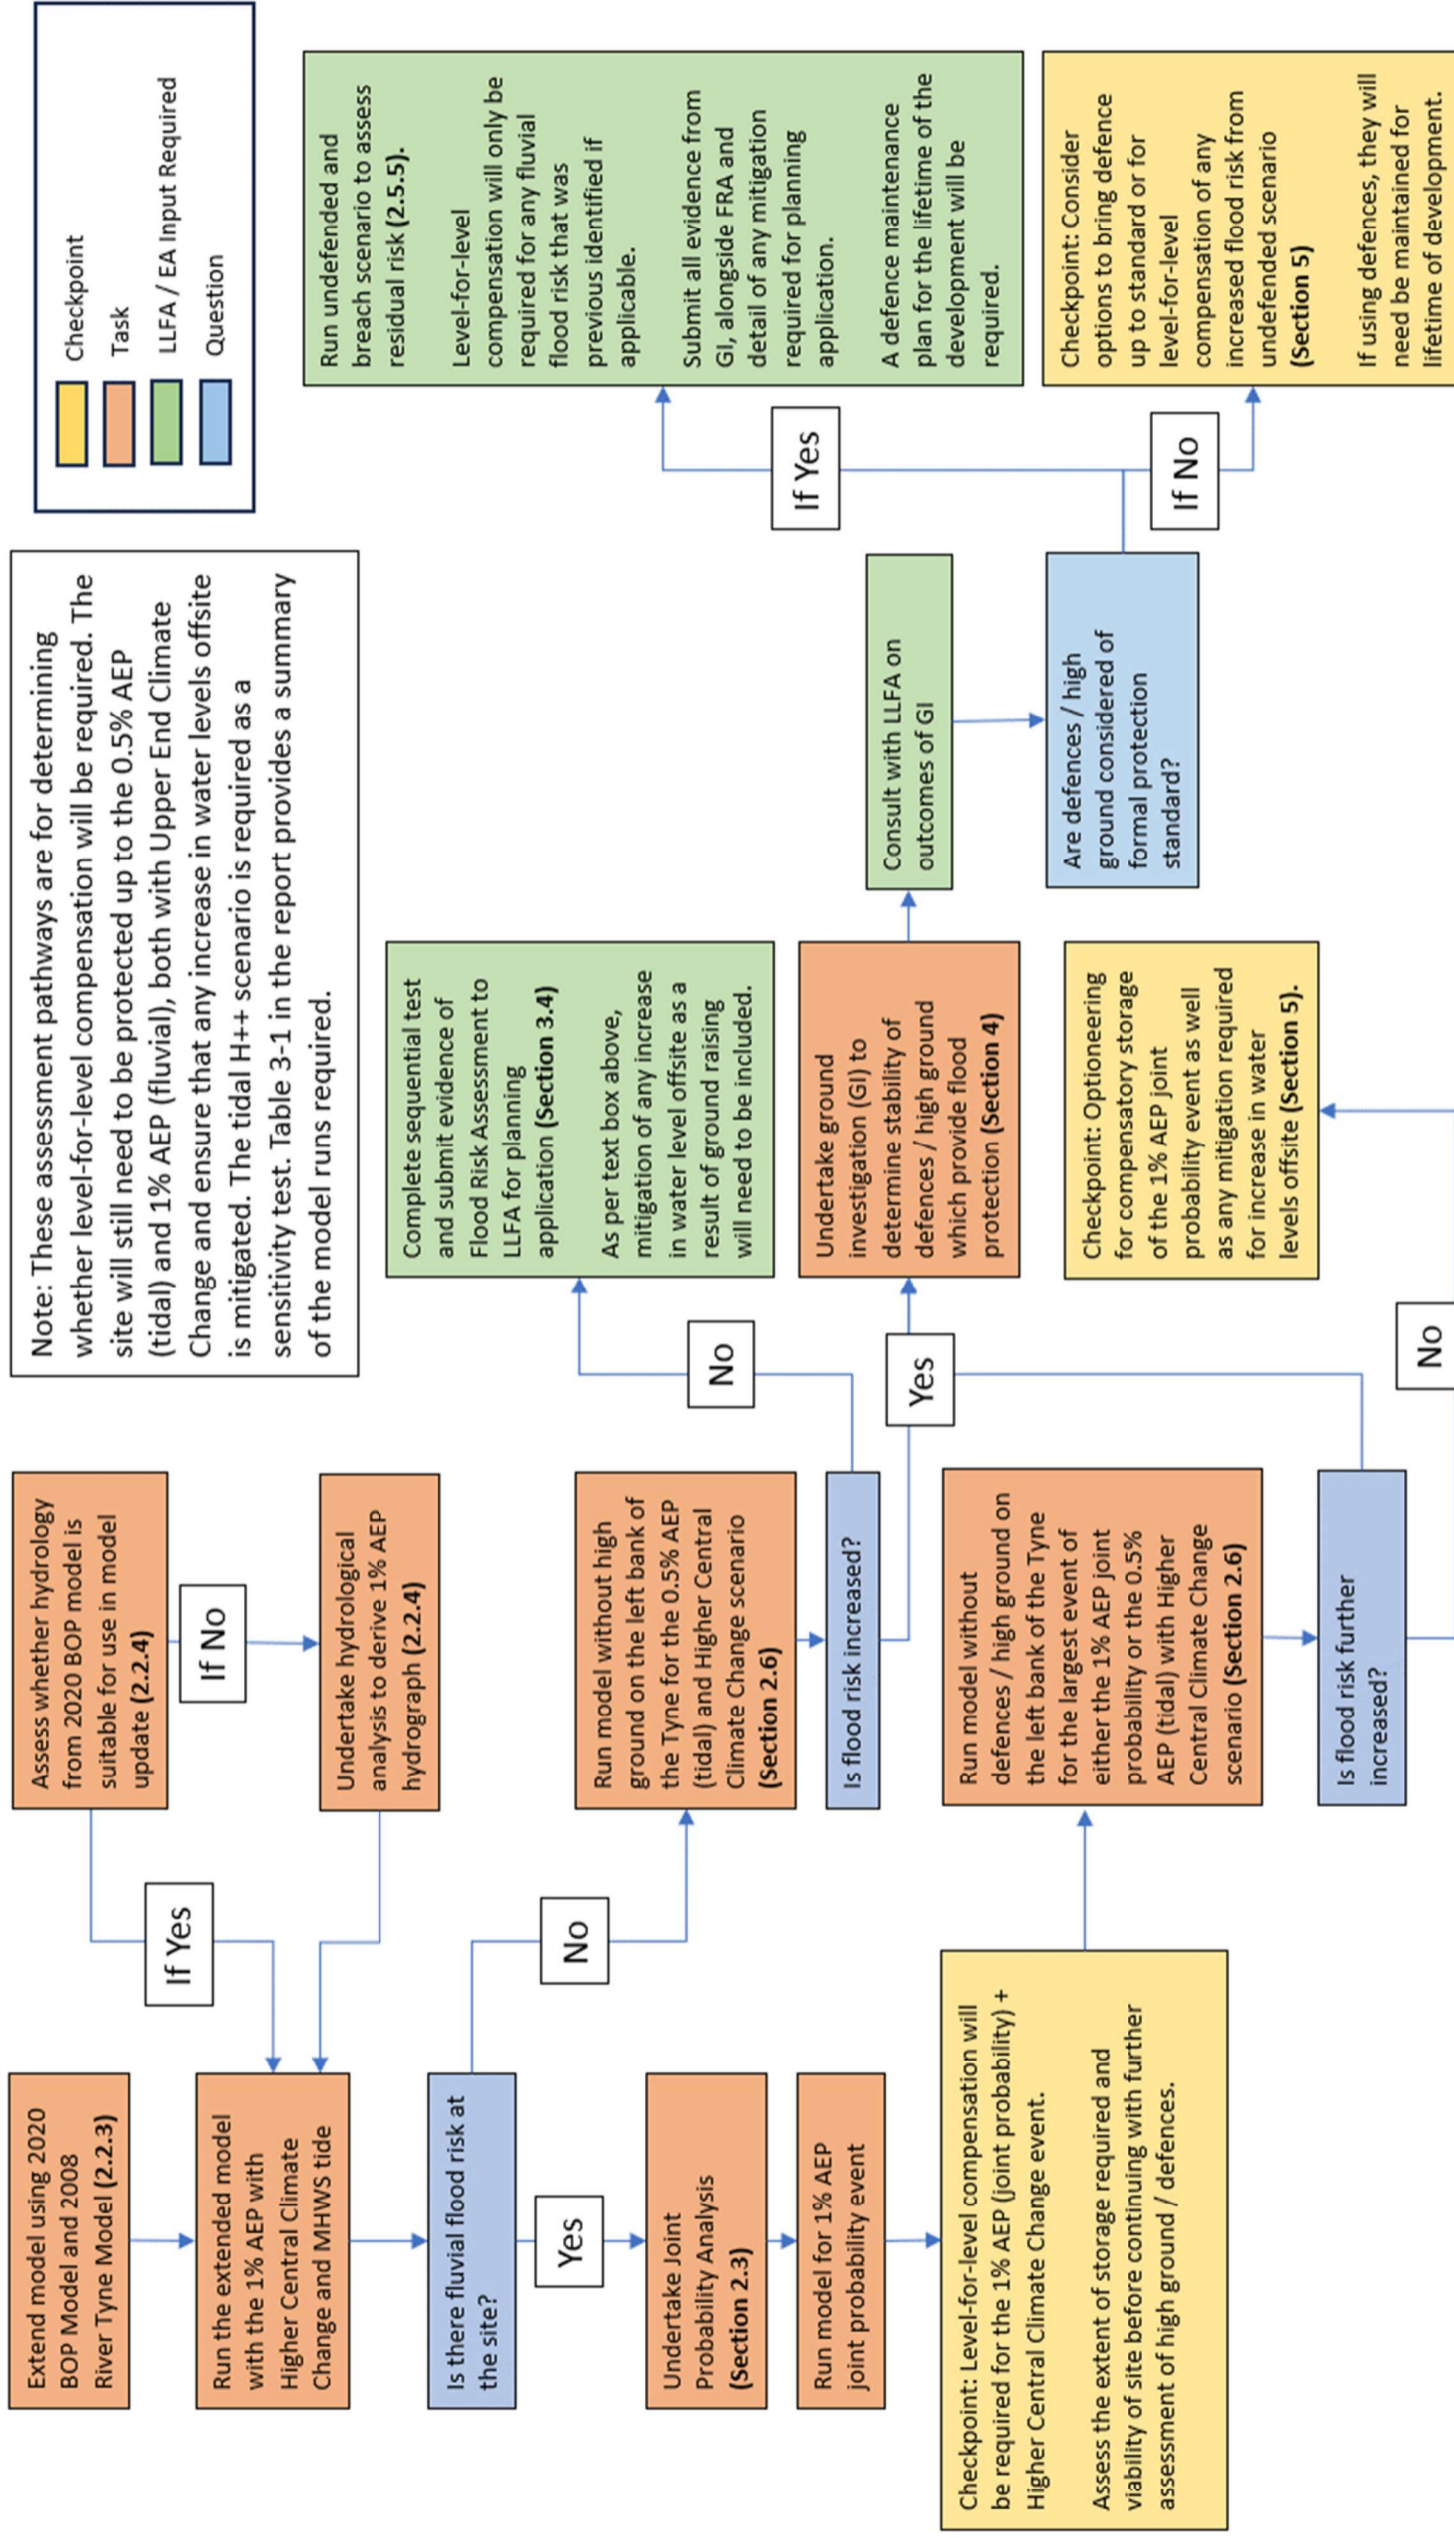 Extend model using 2020
BOP Model and 2008
River Tyne Model (2.2.3)
Run the extended model
with the 1% AEP with
Higher Central Climate
Change and MHWS tide
Is there fluvial flood risk at
the site?
Yes
Undertake Joint
Probability Analysis
(Section 2.3)
Run model for 1% AEP
joint probability event
Checkpoint: Level-for-level compensation will
be required for the 1% AEP (joint probability) +
Higher Central Climate Change event.
Assess the extent of storage required and
viability of site before continuing with further
assessment of high ground / defences.
If Yes
No
Assess whether hydrology
from 2020 BOP model is
suitable for use in model
update (2.2.4)
If No
Undertake hydrological
analysis to derive 1% AEP
hydrograph (2.2.4)
Run model without high
ground on the left bank of
the Tyne for the 0.5% AEP
(tidal) and Higher Central
Climate Change scenario
(Section 2.6)
Is flood risk increased?
Run model without
defences / high ground on
the left bank of the Tyne
for the largest event of
either the 1% AEP joint
probability or the 0.5%
AEP (tidal) with Higher
Central Climate Change
scenario (Section 2.6)
Is flood risk further
increased?
No
Yes
No
Note: These assessment pathways are for determining
whether level-for-level compensation will be required. The
site will still need to be protected up to the 0.5% AEP
(tidal) and 1% AEP (fluvial), both with Upper End Climate
Change and ensure that any increase in water levels offsite
is mitigated. The tidal H++ scenario is required as a
sensitivity test. Table 3-1 in the report provides a summary
of the model runs required.
Complete sequential test
and submit evidence of
Flood Risk Assessment to
LLFA for planning
application (Section 3.4)
As per text box above,
mitigation of any increase
in water level offsite as a
result of ground raising
will need to be included.
Undertake ground
investigation (GI) to
determine stability of
defences / high ground
which provide flood
protection (Section 4)
Checkpoint: Optioneering
for compensatory storage
of the 1% AEP joint
probability event as well
as any mitigation required
for increase in water
levels offsite (Section 5).
Consult with LLFA on
outcomes of GI
Are defences / high
ground considered of
formal protection
standard?
If Yes
If No
Checkpoint
Task
LLFA / EA Input Required
Question
Run undefended and
breach scenario to assess
residual risk (2.5.5).
Level-for-level
compensation will only be
required for any fluvial
flood risk that was
previous identified if
applicable.
Submit all evidence from
GI, alongside FRA and
detail of any mitigation
required for planning
application.
A defence maintenance
plan for the lifetime of the
development will be
required.
Checkpoint: Consider
options to bring defence
up to standard or for
level-for-level
compensation of any
increased flood risk from
undefended scenario
(Section 5)
If using defences, they will
need be maintained for
lifetime of development.